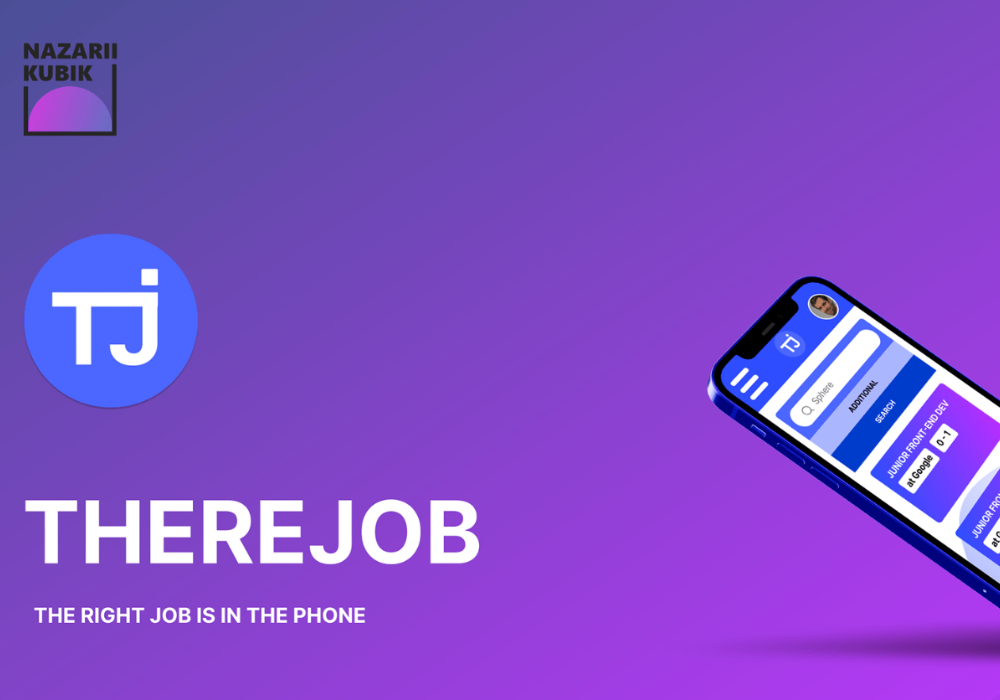 NAZARII
KUBIK
TJ
THEREJOB
THE RIGHT JOB IS IN THE PHONE
TJ
Sphere
ADDITIONAL
SEARCH
JUNIOR FRONT-END DEV
at Google
0 - 1
JUNIOR
at